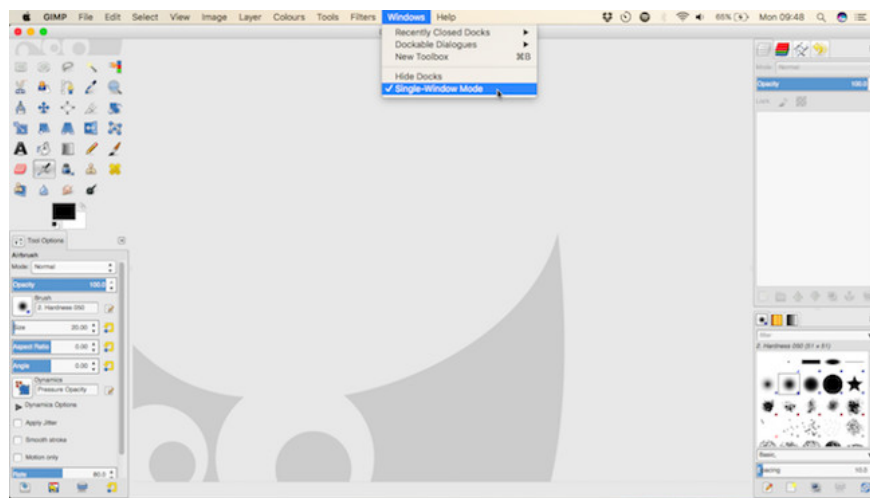 GIMP File Edit Select View Image Layer Colours Tools Filters Windows Help 65% Mon 09:48
Recently Closed Docks
Dockable Dialogues
New Toolbox ⌘B
Hide Docks
✓ Single-Window Mode
Mode: Normal
Opacity 100.0
Lock:
Tool Options
Airbrush
Mode: Normal
Opacity 100.0
Brush
2. Hardness 050
Size 20.00
Aspect Ratio 0.00
Angle 0.00
Dynamics
Pressure Opacity
Dynamics Options
Apply Jitter
Smooth stroke
Motion only
Rate 80.0
filter
2. Hardness 050 (51 × 51)
Basic,
Spacing 10.0